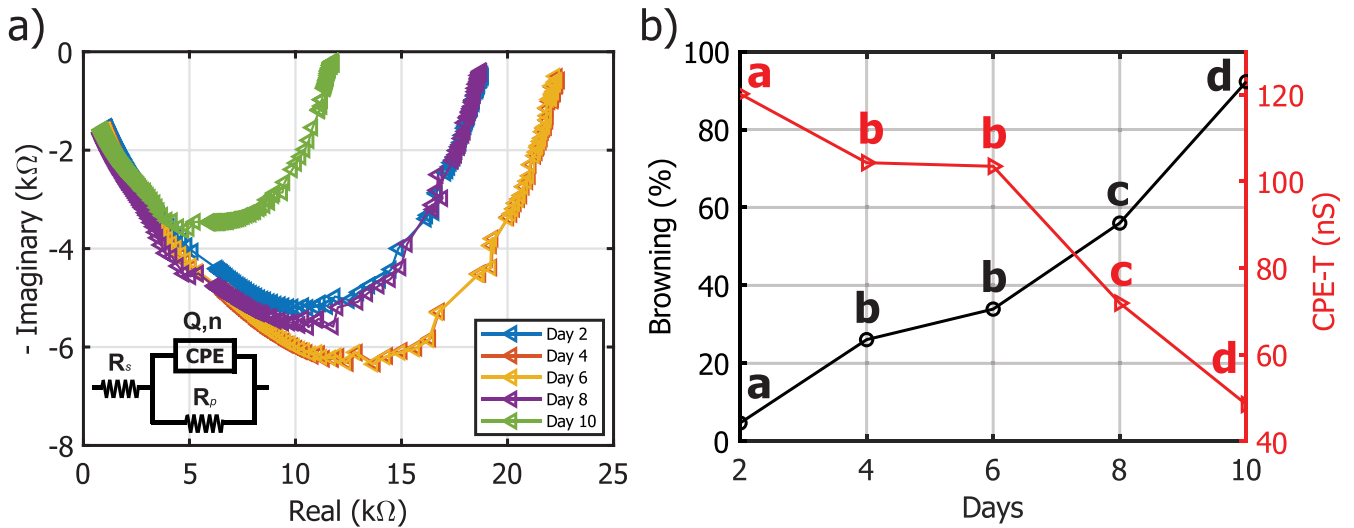 a)
0
-2
-4
-6
-8
- Imaginary (kΩ)
0
5
10
15
20
25
Real (kΩ)
Q,n
CPE
Rs
Rp
Day 2
Day 4
Day 6
Day 8
Day 10
b)
100
80
60
40
20
0
Browning (%)
a
b
b
c
d
a
b
b
c
d
120
100
80
60
40
CPE-T (nS)
2
4
6
8
10
Days